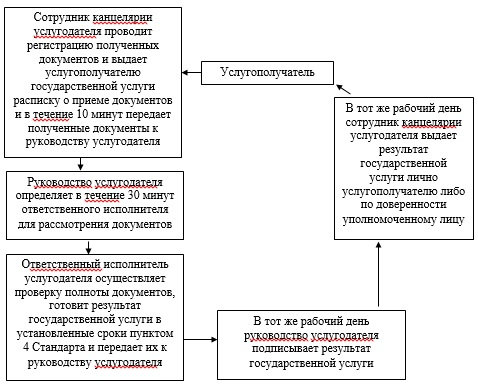 Сотрудник канцелярии
услугодателя проводит
регистрацию полученных
документов и выдает
услугополучателю
государственной услуги
расписку о приеме документов
и в течение 10 минут передает
полученные документы к
руководству услугодателя
Услугополучатель
Руководство услугодателя
определяет в течение 30 минут
ответственного исполнителя
для рассмотрения документов
Ответственный исполнитель
услугодателя осуществляет
проверку полноты документов,
готовит результат
государственной услуги в
установленные сроки пунктом
4 Стандарта и передает их к
руководству услугодателя
В тот же рабочий день
руководство услугодателя
подписывает результат
государственной услуги
В тот же рабочий день
сотрудник канцелярии
услугодателя выдает
результат
государственной
услуги лично
услугополучателю либо
по доверенности
уполномоченному лицу